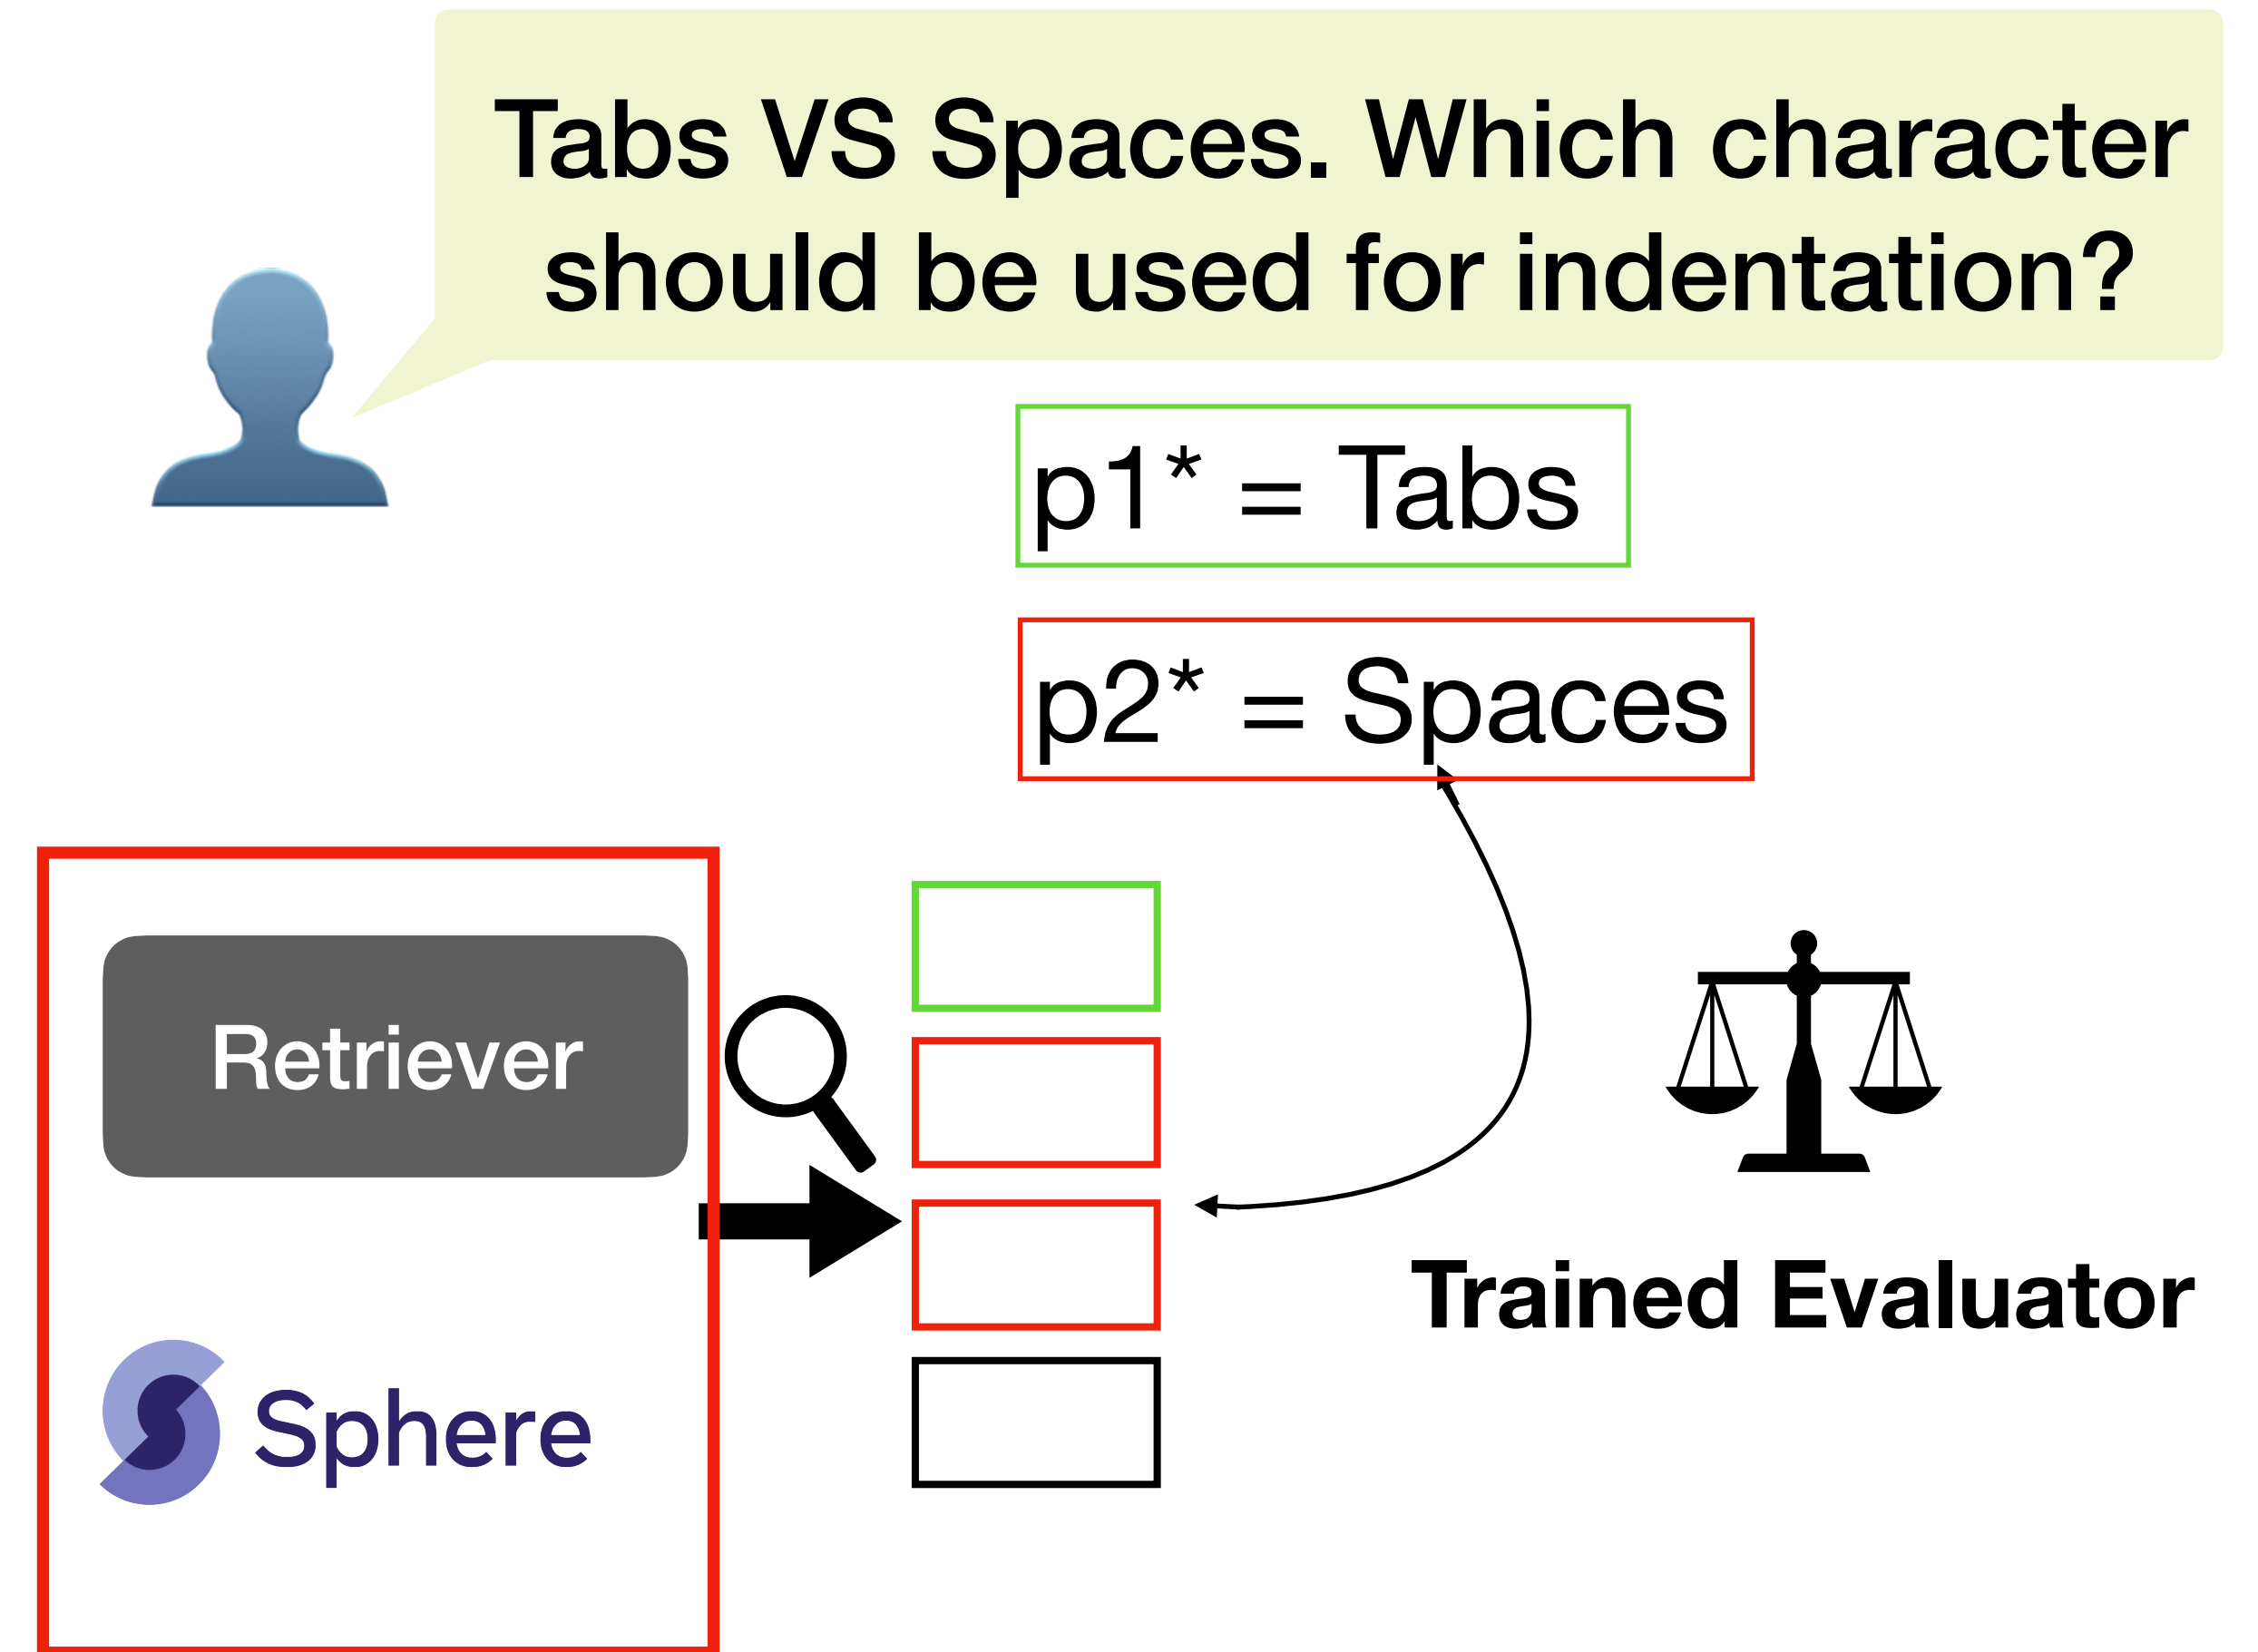 Tabs VS Spaces. Which character
should be used for indentation?
p1* = Tabs
p2* = Spaces
Retriever
Sphere
Trained Evaluator